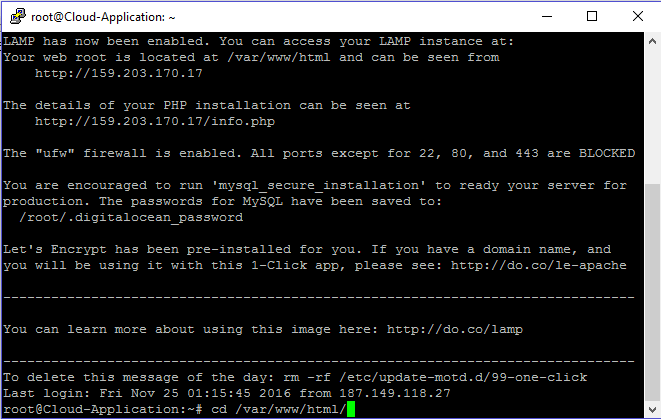 root@Cloud-Application: ~
LAMP has now been enabled. You can access your LAMP instance at:
Your web root is located at /var/www/html and can be seen from
    http://159.203.170.17
The details of your PHP installation can be seen at
    http://159.203.170.17/info.php
The "ufw" firewall is enabled. All ports except for 22, 80, and 443 are BLOCKED
You are encouraged to run 'mysql_secure_installation' to ready your server for
production. The passwords for MySQL have been saved to:
  /root/.digitalocean_password
Let's Encrypt has been pre-installed for you. If you have a domain name, and
you will be using it with this 1-Click app, please see: http://do.co/le-apache
-------------------------------------------------------------------------------
You can learn more about using this image here: http://do.co/lamp
-------------------------------------------------------------------------------
To delete this message of the day: rm -rf /etc/update-motd.d/99-one-click
Last login: Fri Nov 25 01:15:45 2016 from 187.149.118.27
root@Cloud-Application:~# cd /var/www/html/